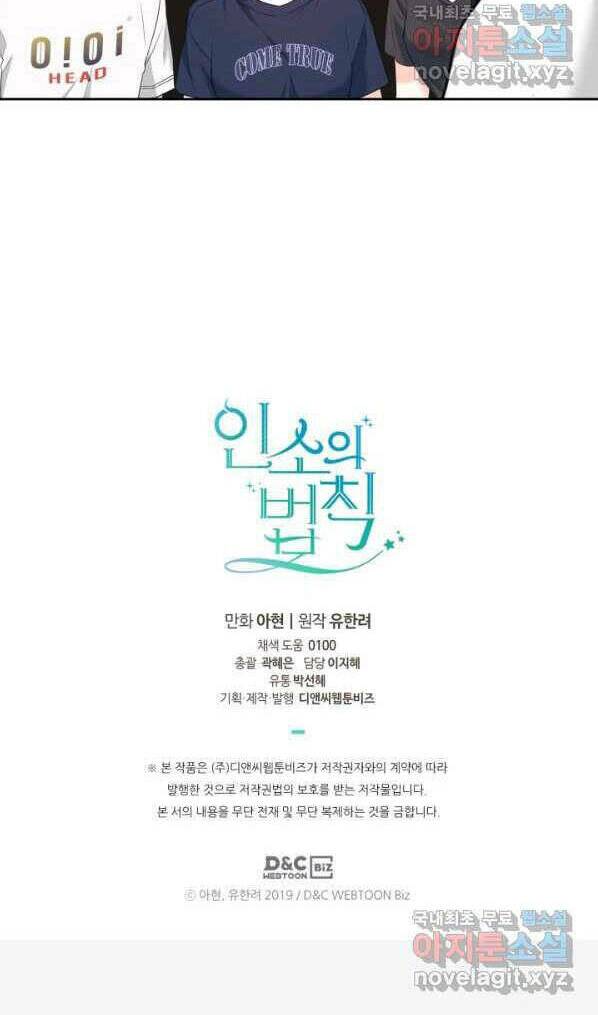 O!Oi
HEAD
COME TRUE
국내최초 무료 웹소설
아지툰소설
novelagit.xyz
인소의
법칙
만화 아현 | 원작 유한려
채색 도움 0100
총괄 곽혜은 담당 이지혜
유통 박선혜
기획·제작·발행 디앤씨웹툰비즈
※ 본 작품은 (주)디앤씨웹툰비즈가 저작권자와의 계약에 따라
발행한 것으로 저작권법의 보호를 받는 저작물입니다.
본 서의 내용을 무단 전재 및 무단 복제하는 것을 금합니다.
D&C
WEBTOON BIZ
ⓒ 아현, 유한려 2019 / D&C WEBTOON Biz
국내최초 무료 웹소설
아지툰소설
novelagit.xyz